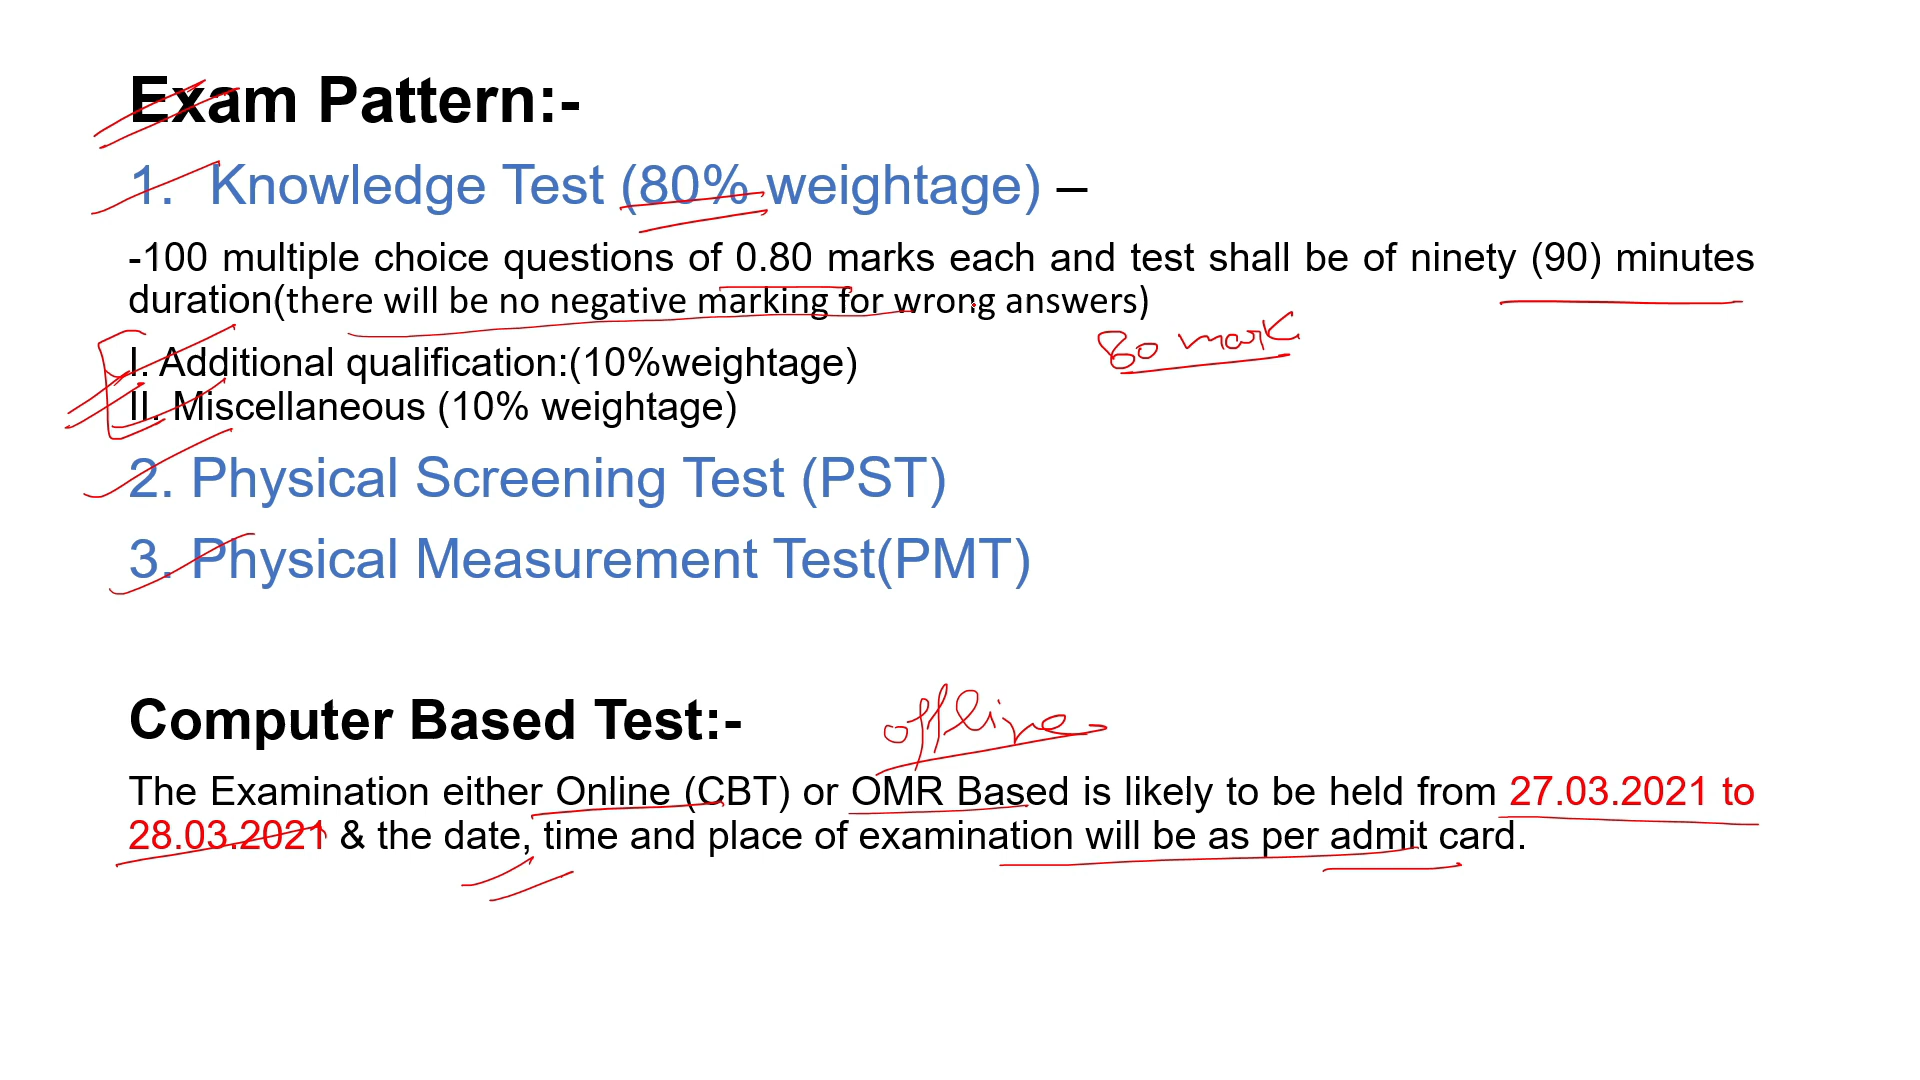 Exam Pattern:-
1. Knowledge Test (80% weightage) –
-100 multiple choice questions of 0.80 marks each and test shall be of ninety (90) minutes
duration(there will be no negative marking for wrong answers)
80 mark
I. Additional qualification:(10%weightage)
II. Miscellaneous (10% weightage)
2. Physical Screening Test (PST)
3. Physical Measurement Test(PMT)
Computer Based Test:-
offline
The Examination either Online (CBT) or OMR Based is likely to be held from 27.03.2021 to
28.03.2021 & the date, time and place of examination will be as per admit card.